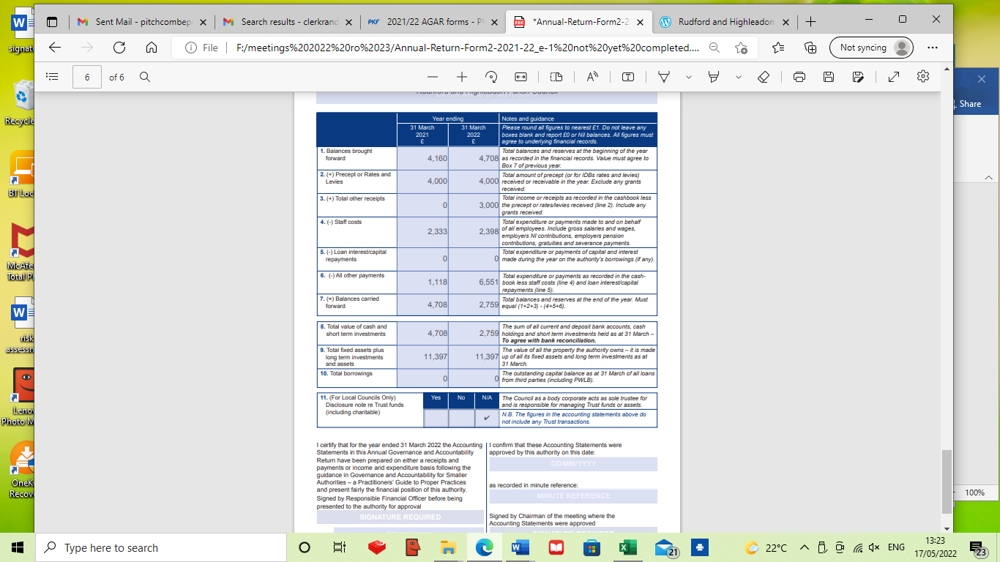 Sent Mail - pitchcombep
Search results - clerkrand
PKF 2021/22 AGAR forms - P
*Annual-Return-Form2-2
Rudford and Highleadon
File F:/meetings%202022%20ro%2023/Annual-Return-Form2-2021-22_e-1%20not%20yet%20completed....
Not syncing
6 of 6
Share
signatu
Recycle
BT Loc
McAfe
Total P
risk
assessm
Lenov
Photo M
OneK
Recov
100%
Year ending
Notes and guidance
31 March
2021
£
31 March
2022
£
Please round all figures to nearest £1. Do not leave any
boxes blank and report £0 or Nil balances. All figures must
agree to underlying financial records.
1. Balances brought
forward
4,160
4,708
Total balances and reserves at the beginning of the year
as recorded in the financial records. Value must agree to
Box 7 of previous year.
2. (+) Precept or Rates and
Levies
4,000
4,000
Total amount of precept (or for IDBs rates and levies)
received or receivable in the year. Exclude any grants
received.
3. (+) Total other receipts
0
3,000
Total income or receipts as recorded in the cashbook less
the precept or rates/levies received (line 2). Include any
grants received.
4. (-) Staff costs
2,333
2,398
Total expenditure or payments made to and on behalf
of all employees. Include gross salaries and wages,
employers NI contributions, employers pension
contributions, gratuities and severance payments.
5. (-) Loan interest/capital
repayments
0
0
Total expenditure or payments of capital and interest
made during the year on the authority's borrowings (if any).
6. (-) All other payments
1,118
6,551
Total expenditure or payments as recorded in the cash-
book less staff costs (line 4) and loan interest/capital
repayments (line 5).
7. (=) Balances carried
forward
4,708
2,759
Total balances and reserves at the end of the year. Must
equal (1+2+3) - (4+5+6).
8. Total value of cash and
short term investments
4,708
2,759
The sum of all current and deposit bank accounts, cash
holdings and short term investments held as at 31 March –
To agree with bank reconciliation.
9. Total fixed assets plus
long term investments
and assets
11,397
11,397
The value of all the property the authority owns – it is made
up of all its fixed assets and long term investments as at
31 March.
10. Total borrowings
0
0
The outstanding capital balance as at 31 March of all loans
from third parties (including PWLB).
11. (For Local Councils Only)
Disclosure note re Trust funds
(including charitable)
Yes No N/A
✔
The Council as a body corporate acts as sole trustee for
and is responsible for managing Trust funds or assets.
N.B. The figures in the accounting statements above do
not include any Trust transactions.
I certify that for the year ended 31 March 2022 the Accounting
Statements in this Annual Governance and Accountability
Return have been prepared on either a receipts and
payments or income and expenditure basis following the
guidance in Governance and Accountability for Smaller
Authorities – a Practitioners' Guide to Proper Practices
and present fairly the financial position of this authority.
Signed by Responsible Financial Officer before being
presented to the authority for approval
SIGNATURE REQUIRED
I confirm that these Accounting Statements were
approved by this authority on this date:
DD/MM/YYYY
as recorded in minute reference:
MINUTE REFERENCE
Signed by Chairman of the meeting where the
Accounting Statements were approved
Type here to search
21
22°C
ENG
13:23
17/05/2022
23